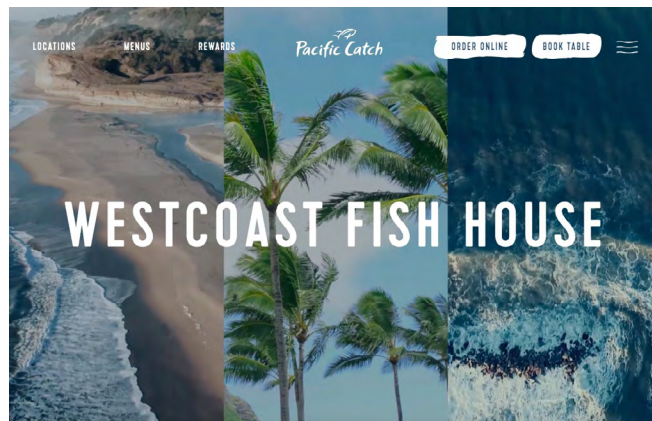 LOCATIONS MENUS REWARDS Pacific Catch ORDER ONLINE BOOK TABLE
WESTCOAST FISH HOUSE